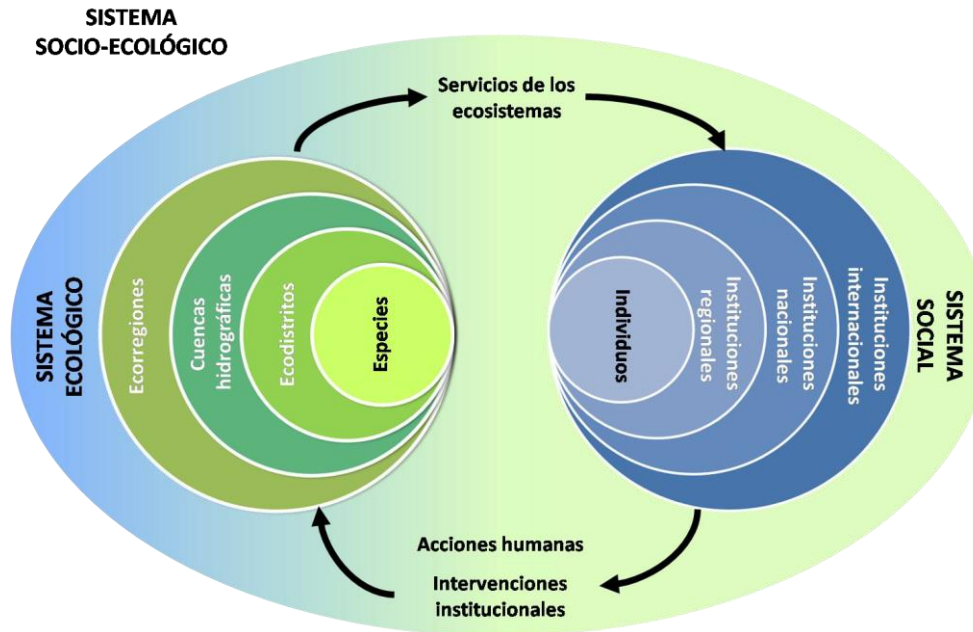 SISTEMA
SOCIO-ECOLÓGICO
Servicios de los
ecosistemas
SISTEMA
ECOLÓGICO
Ecorregiones
Cuencas
hidrográficas
Ecodistritos
Especies
Individuos
Instituciones
regionales
Instituciones
nacionales
Instituciones
internacionales
SISTEMA
SOCIAL
Acciones humanas
Intervenciones
institucionales